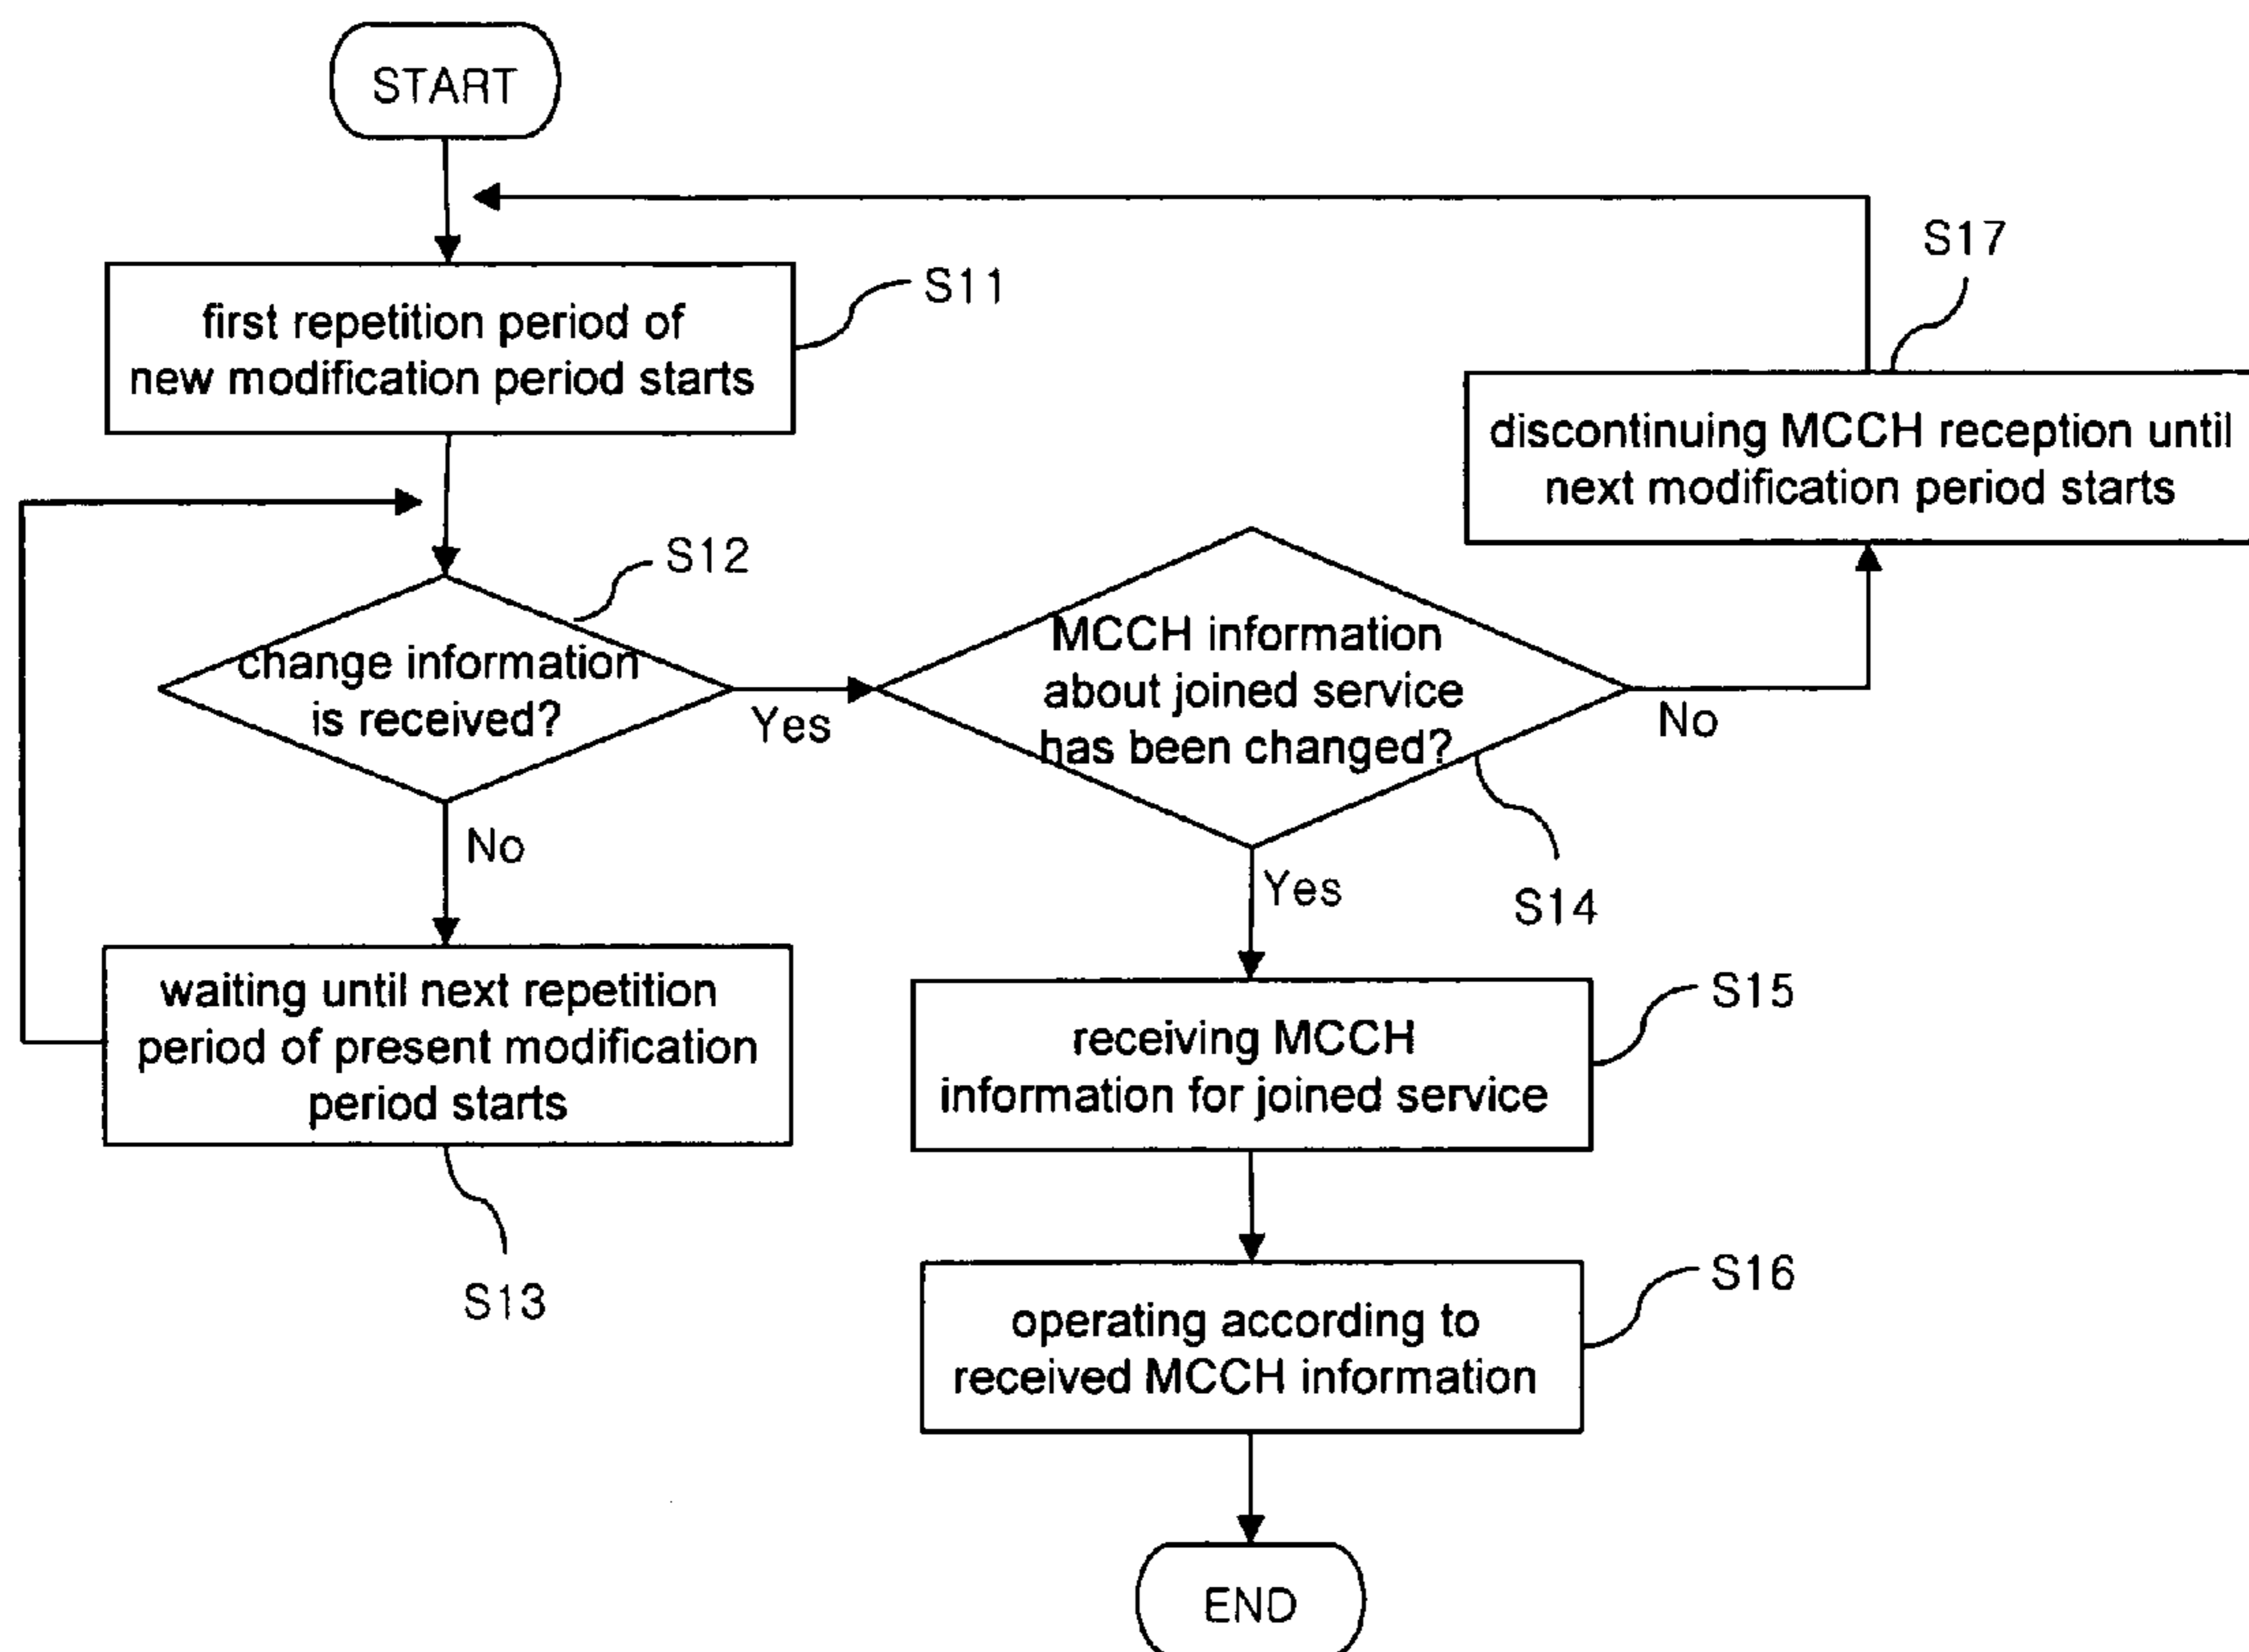 START
first repetition period of
new modification period starts
S11
S17
discontinuing MCCH reception until
next modification period starts
S12
change information
is received?
Yes
No
MCCH information
about joined service
has been changed?
No
S14
Yes
waiting until next repetition
period of present modification
period starts
S13
receiving MCCH
information for joined service
S15
operating according to
received MCCH information
S16
END